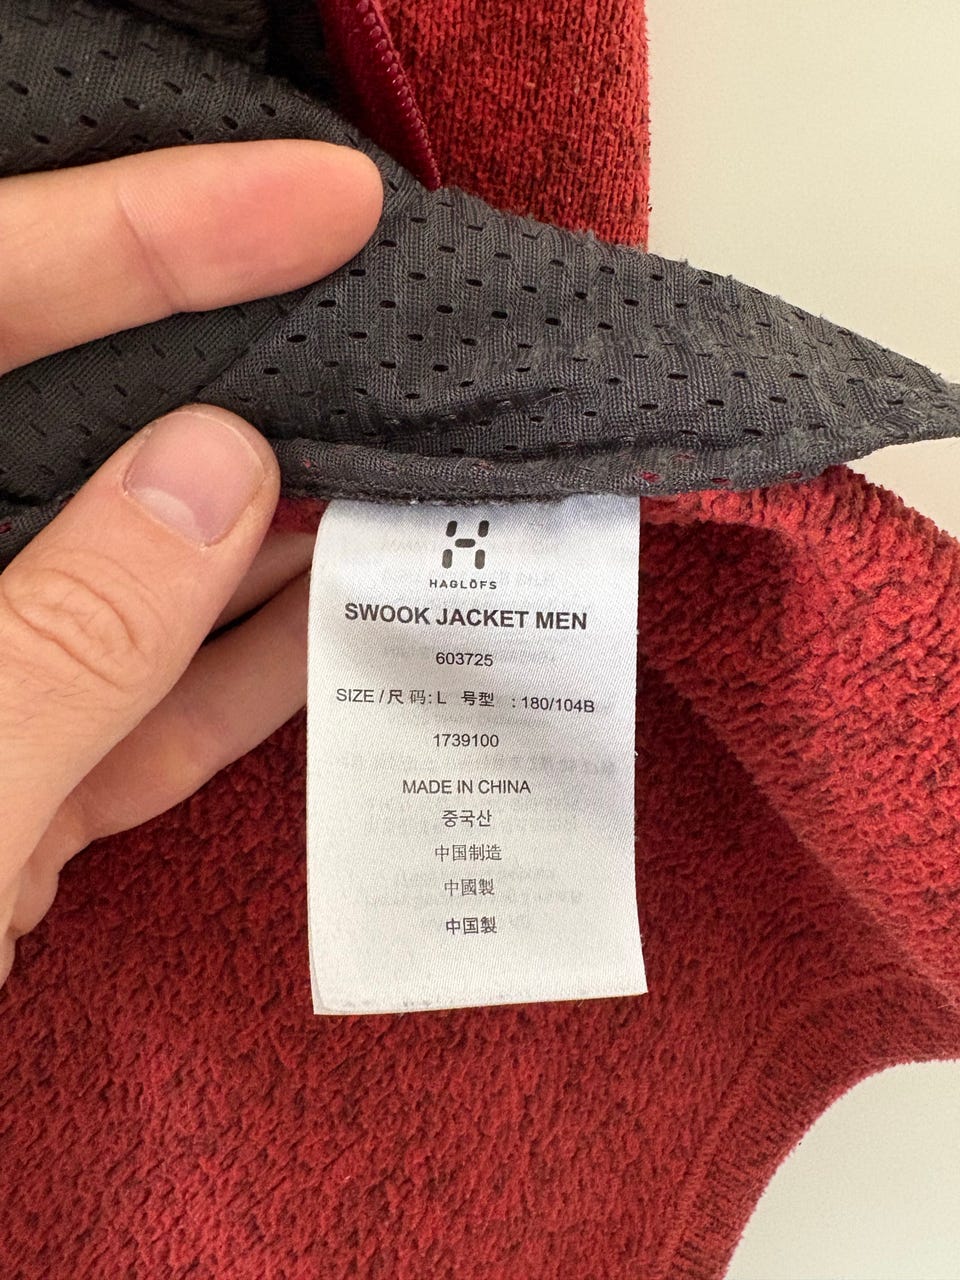 HAGLÖFS
SWOOK JACKET MEN
603725
SIZE / 尺 码: L 号型 : 180/104B
1739100
MADE IN CHINA
중국산
中国制造
中國製
中国製